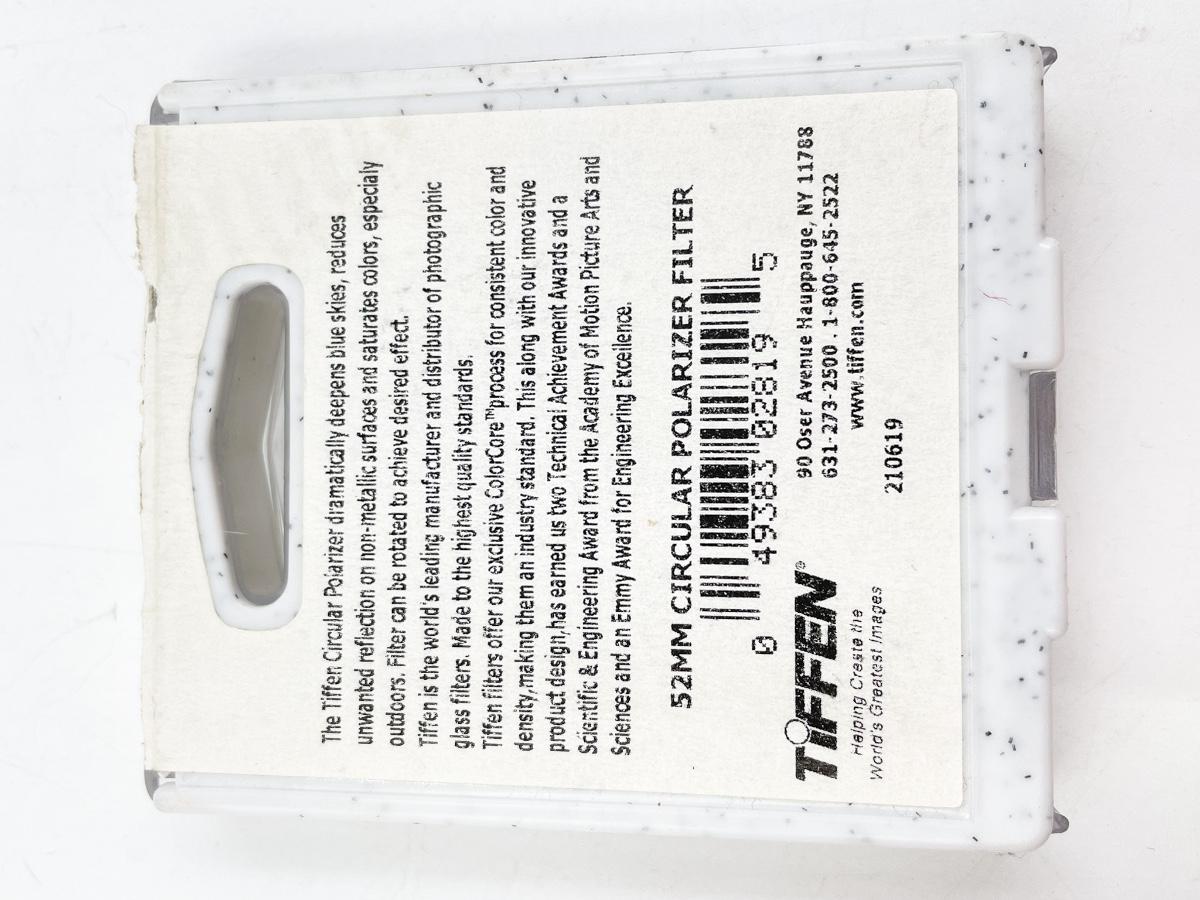 The Tiffen Circular Polarizer dramatically deepens blue skies, reduces
unwanted reflection on non-metallic surfaces and saturates colors, especialy
outdoors. Filter can be rotated to achieve desired effect.
Tiffen is the world's leading manufacturer and distributor of photographic
glass filters. Made to the highest quality standards.
Tiffen Filters offer our exclusive ColorCore™process for consistent color and
density,making them an industry standard. This along with our innovative
product design,has earned us two Technical Achievement Awards and a
Scientific & Engineering Award from the Academy of Motion Picture Arts and
Sciences and an Emmy Award for Engineering Excellence.
52MM CIRCULAR POLARIZER FILTER
0 49383 02819 5
TiFFEN®
Helping Create the
World's Greatest Images
90 Oser Avenue Hauppauge, NY 11788
631-273-2500 . 1-800-645-2522
www.tiffen.com
210619